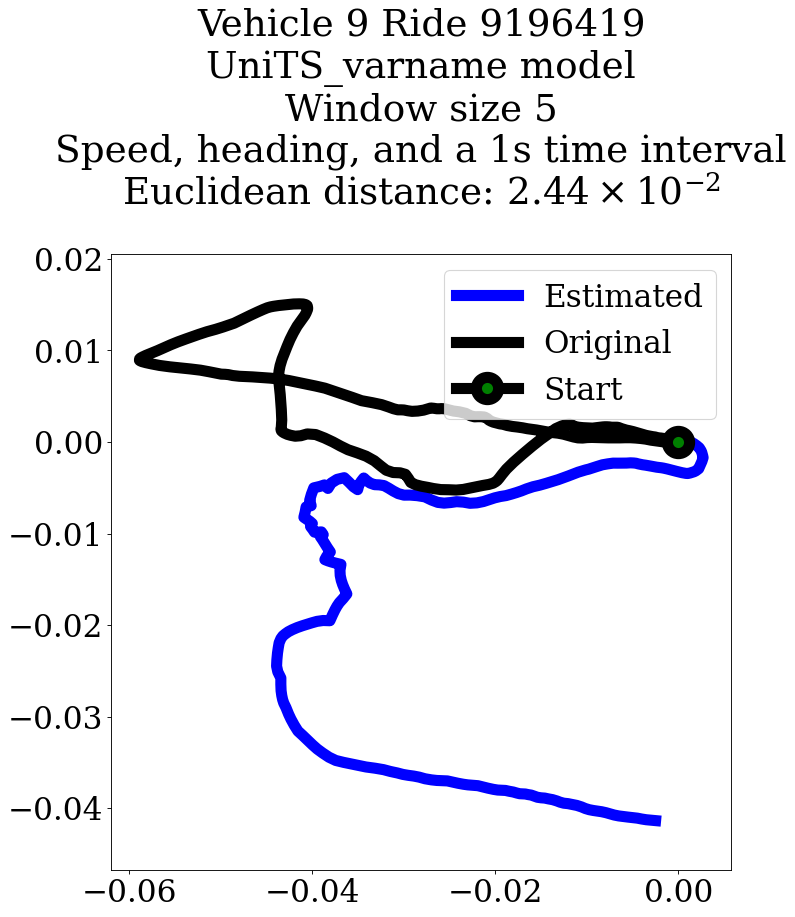 Vehicle 9 Ride 9196419
UniTS_varname model
Window size 5
Speed, heading, and a 1s time interval
Euclidean distance: 2.44 × 10⁻²
0.02
Estimated
Original
Start
0.01
0.00
−0.01
−0.02
−0.03
−0.04
−0.06 −0.04 −0.02 0.00